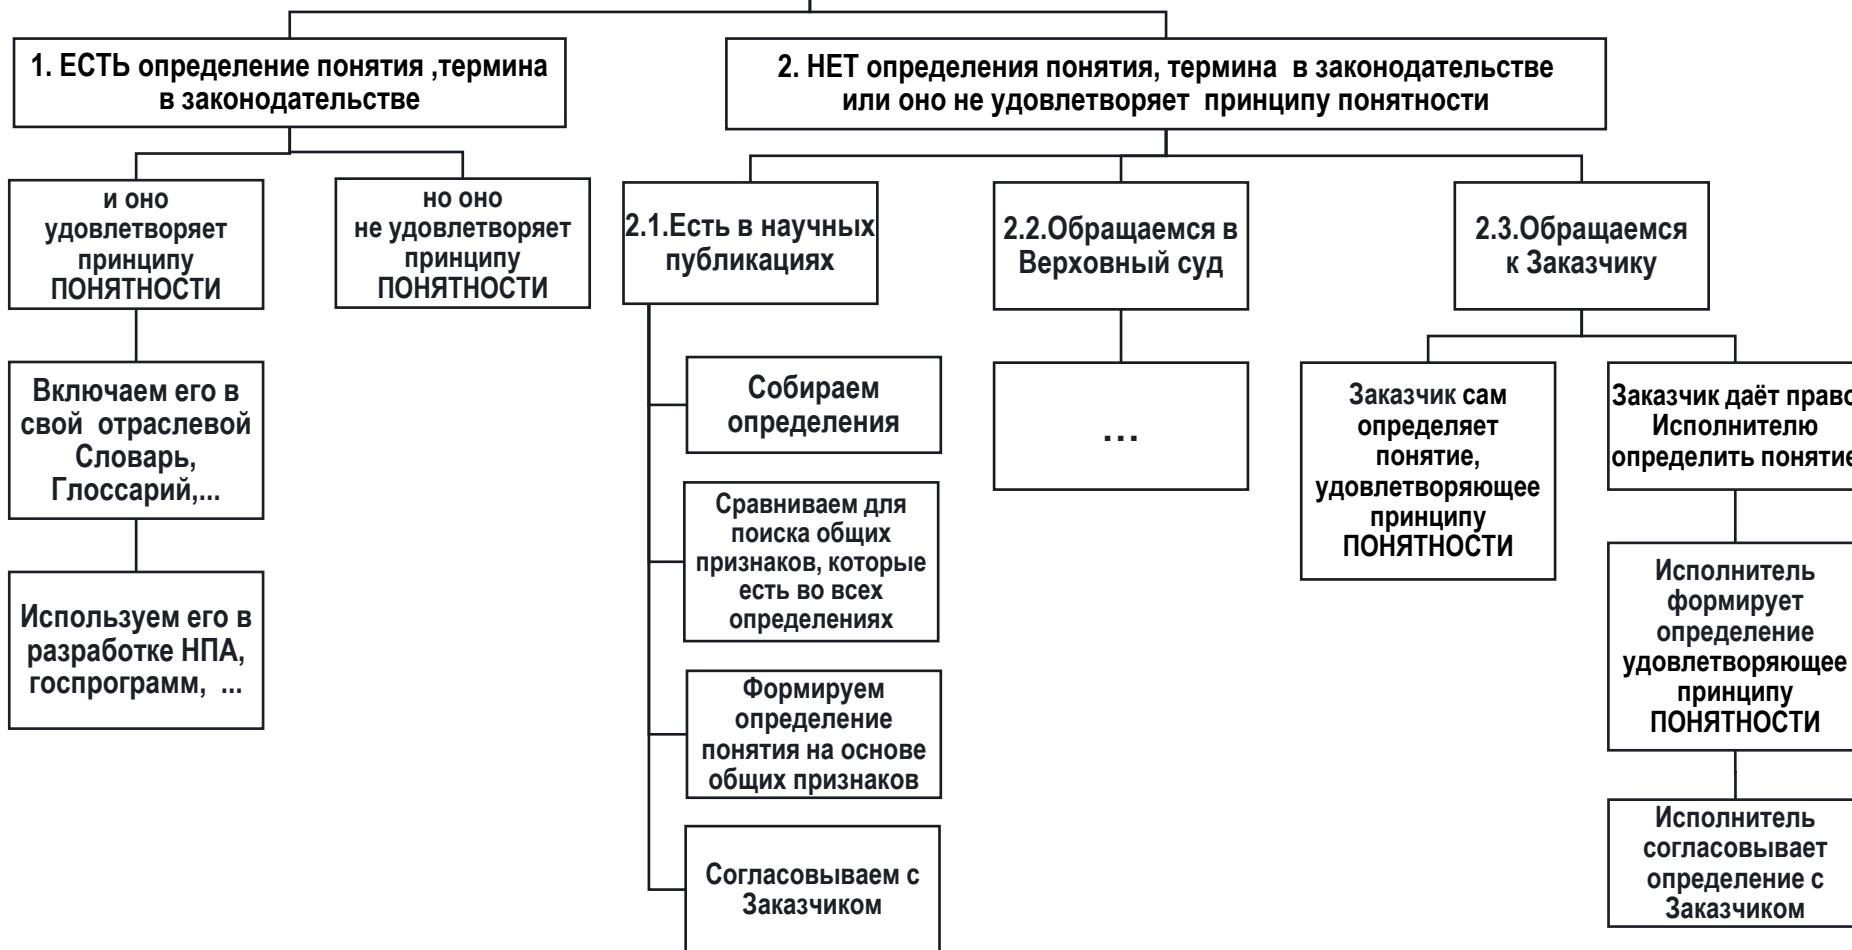 1. ЕСТЬ определение понятия ,термина
в законодательстве
2. НЕТ определения понятия, термина в законодательстве
или оно не удовлетворяет принципу понятности
и оно
удовлетворяет
принципу
ПОНЯТНОСТИ
но оно
не удовлетворяет
принципу
ПОНЯТНОСТИ
2.1.Есть в научных
публикациях
2.2.Обращаемся в
Верховный суд
2.3.Обращаемся
к Заказчику
Включаем его в
свой отраслевой
Словарь,
Глоссарий,...
Используем его в
разработке НПА,
госпрограмм, ...
Собираем
определения
Сравниваем для
поиска общих
признаков, которые
есть во всех
определениях
Формируем
определение
понятия на основе
общих признаков
Согласовываем с
Заказчиком
...
Заказчик сам
определяет
понятие,
удовлетворяющее
принципу
ПОНЯТНОСТИ
Заказчик даёт право
Исполнителю
определить понятие
Исполнитель
формирует
определение
удовлетворяющее
принципу
ПОНЯТНОСТИ
Исполнитель
согласовывает
определение с
Заказчиком